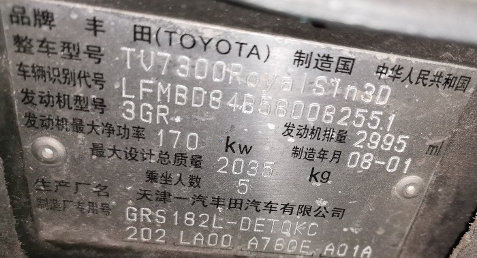 品牌 丰 田(TOYOTA) 制造国 中华人民共和国
整车型号 TV7300RoyalSin3D
车辆识别代号 LFMBD84B
发动机型号 3GR 发动机排量 2995 ml
发动机最大净功率 170 kw 制造年月 08-01
最大设计总质量 2035 kg
乘坐人数 5
生产厂名 天津一汽丰田汽车有限公司
制造厂专用号 GRS182L-DETQKC
202 LA00 A760E A01A